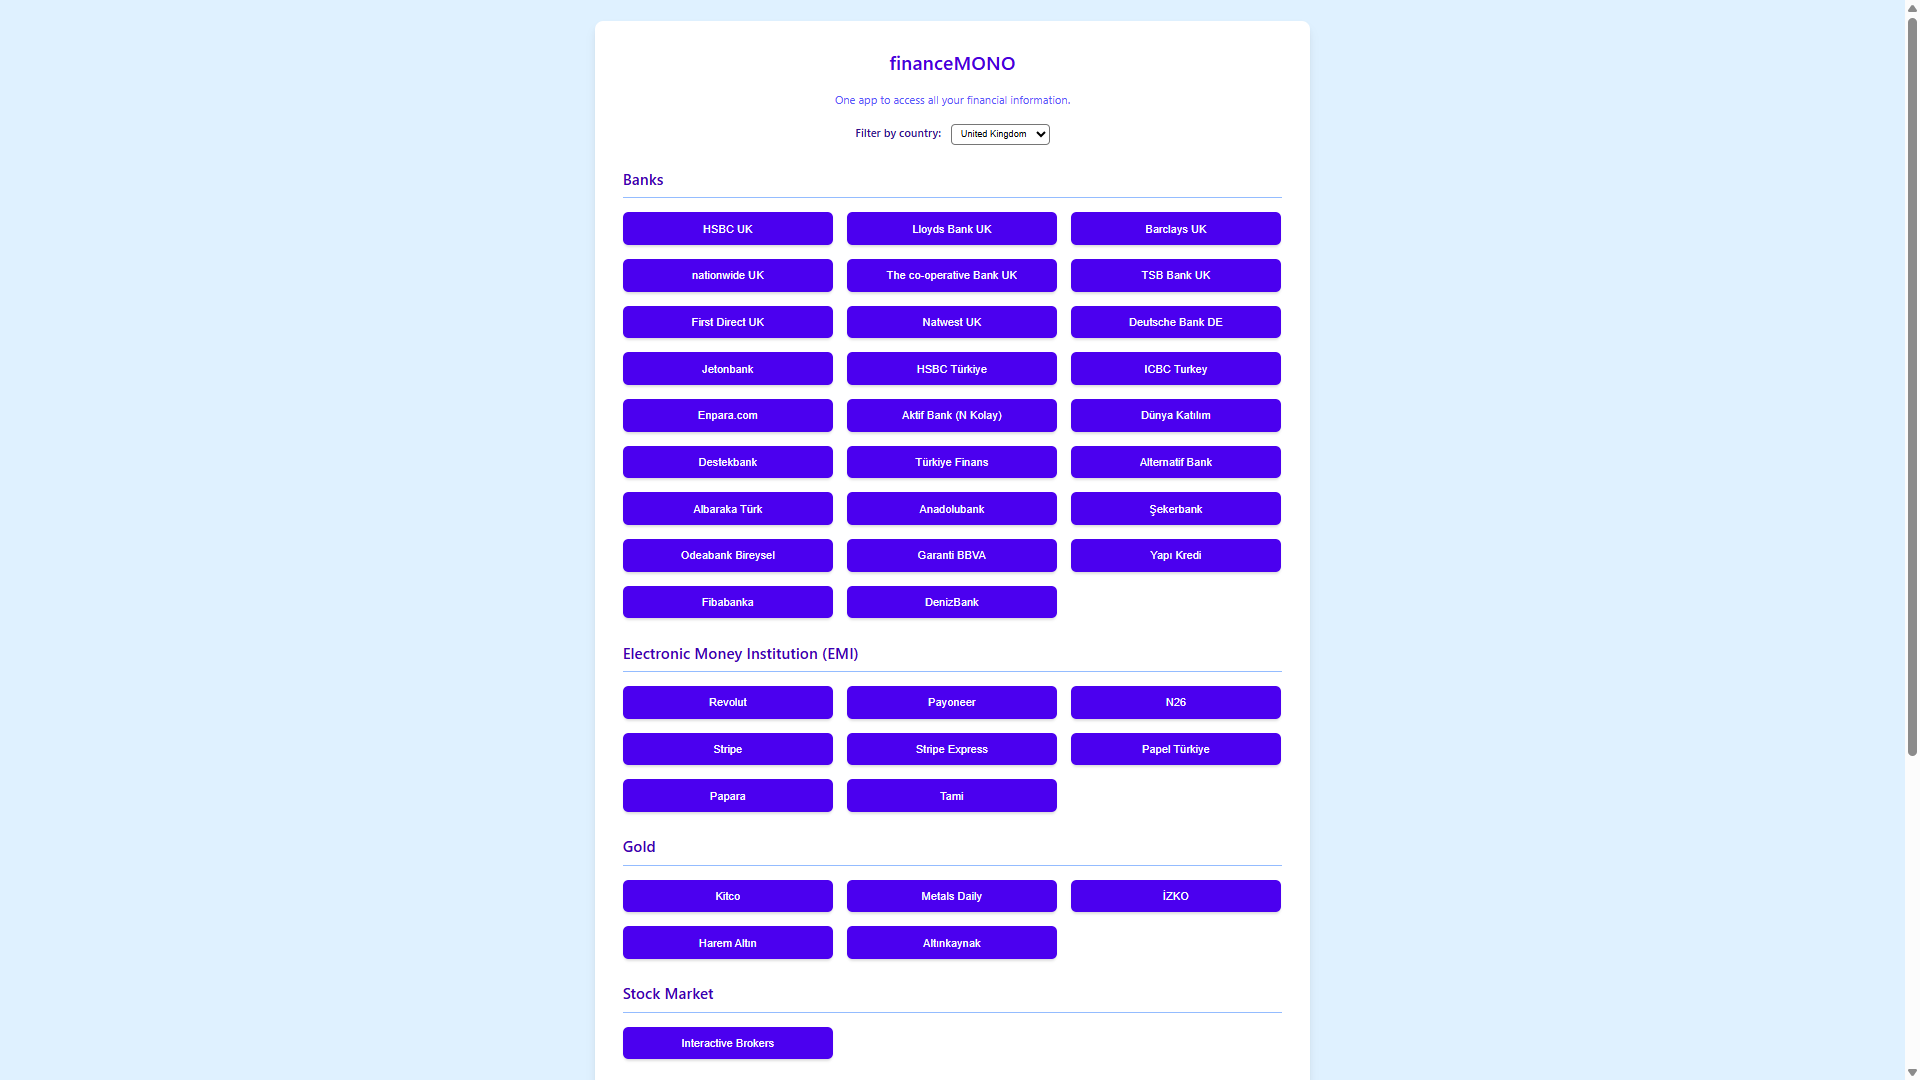 financeMONO
One app to access all your financial information.
Filter by country: United Kingdom
Banks
HSBC UK
Lloyds Bank UK
Barclays UK
nationwide UK
The co-operative Bank UK
TSB Bank UK
First Direct UK
Natwest UK
Deutsche Bank DE
Jetonbank
HSBC Türkiye
ICBC Turkey
Enpara.com
Aktif Bank (N Kolay)
Dünya Katılım
Destekbank
Türkiye Finans
Alternatif Bank
Albaraka Türk
Anadolubank
Şekerbank
Odeabank Bireysel
Garanti BBVA
Yapı Kredi
Fibabanka
DenizBank
Electronic Money Institution (EMI)
Revolut
Payoneer
N26
Stripe
Stripe Express
Papel Türkiye
Papara
Tami
Gold
Kitco
Metals Daily
İZKO
Harem Altın
Altınkaynak
Stock Market
Interactive Brokers